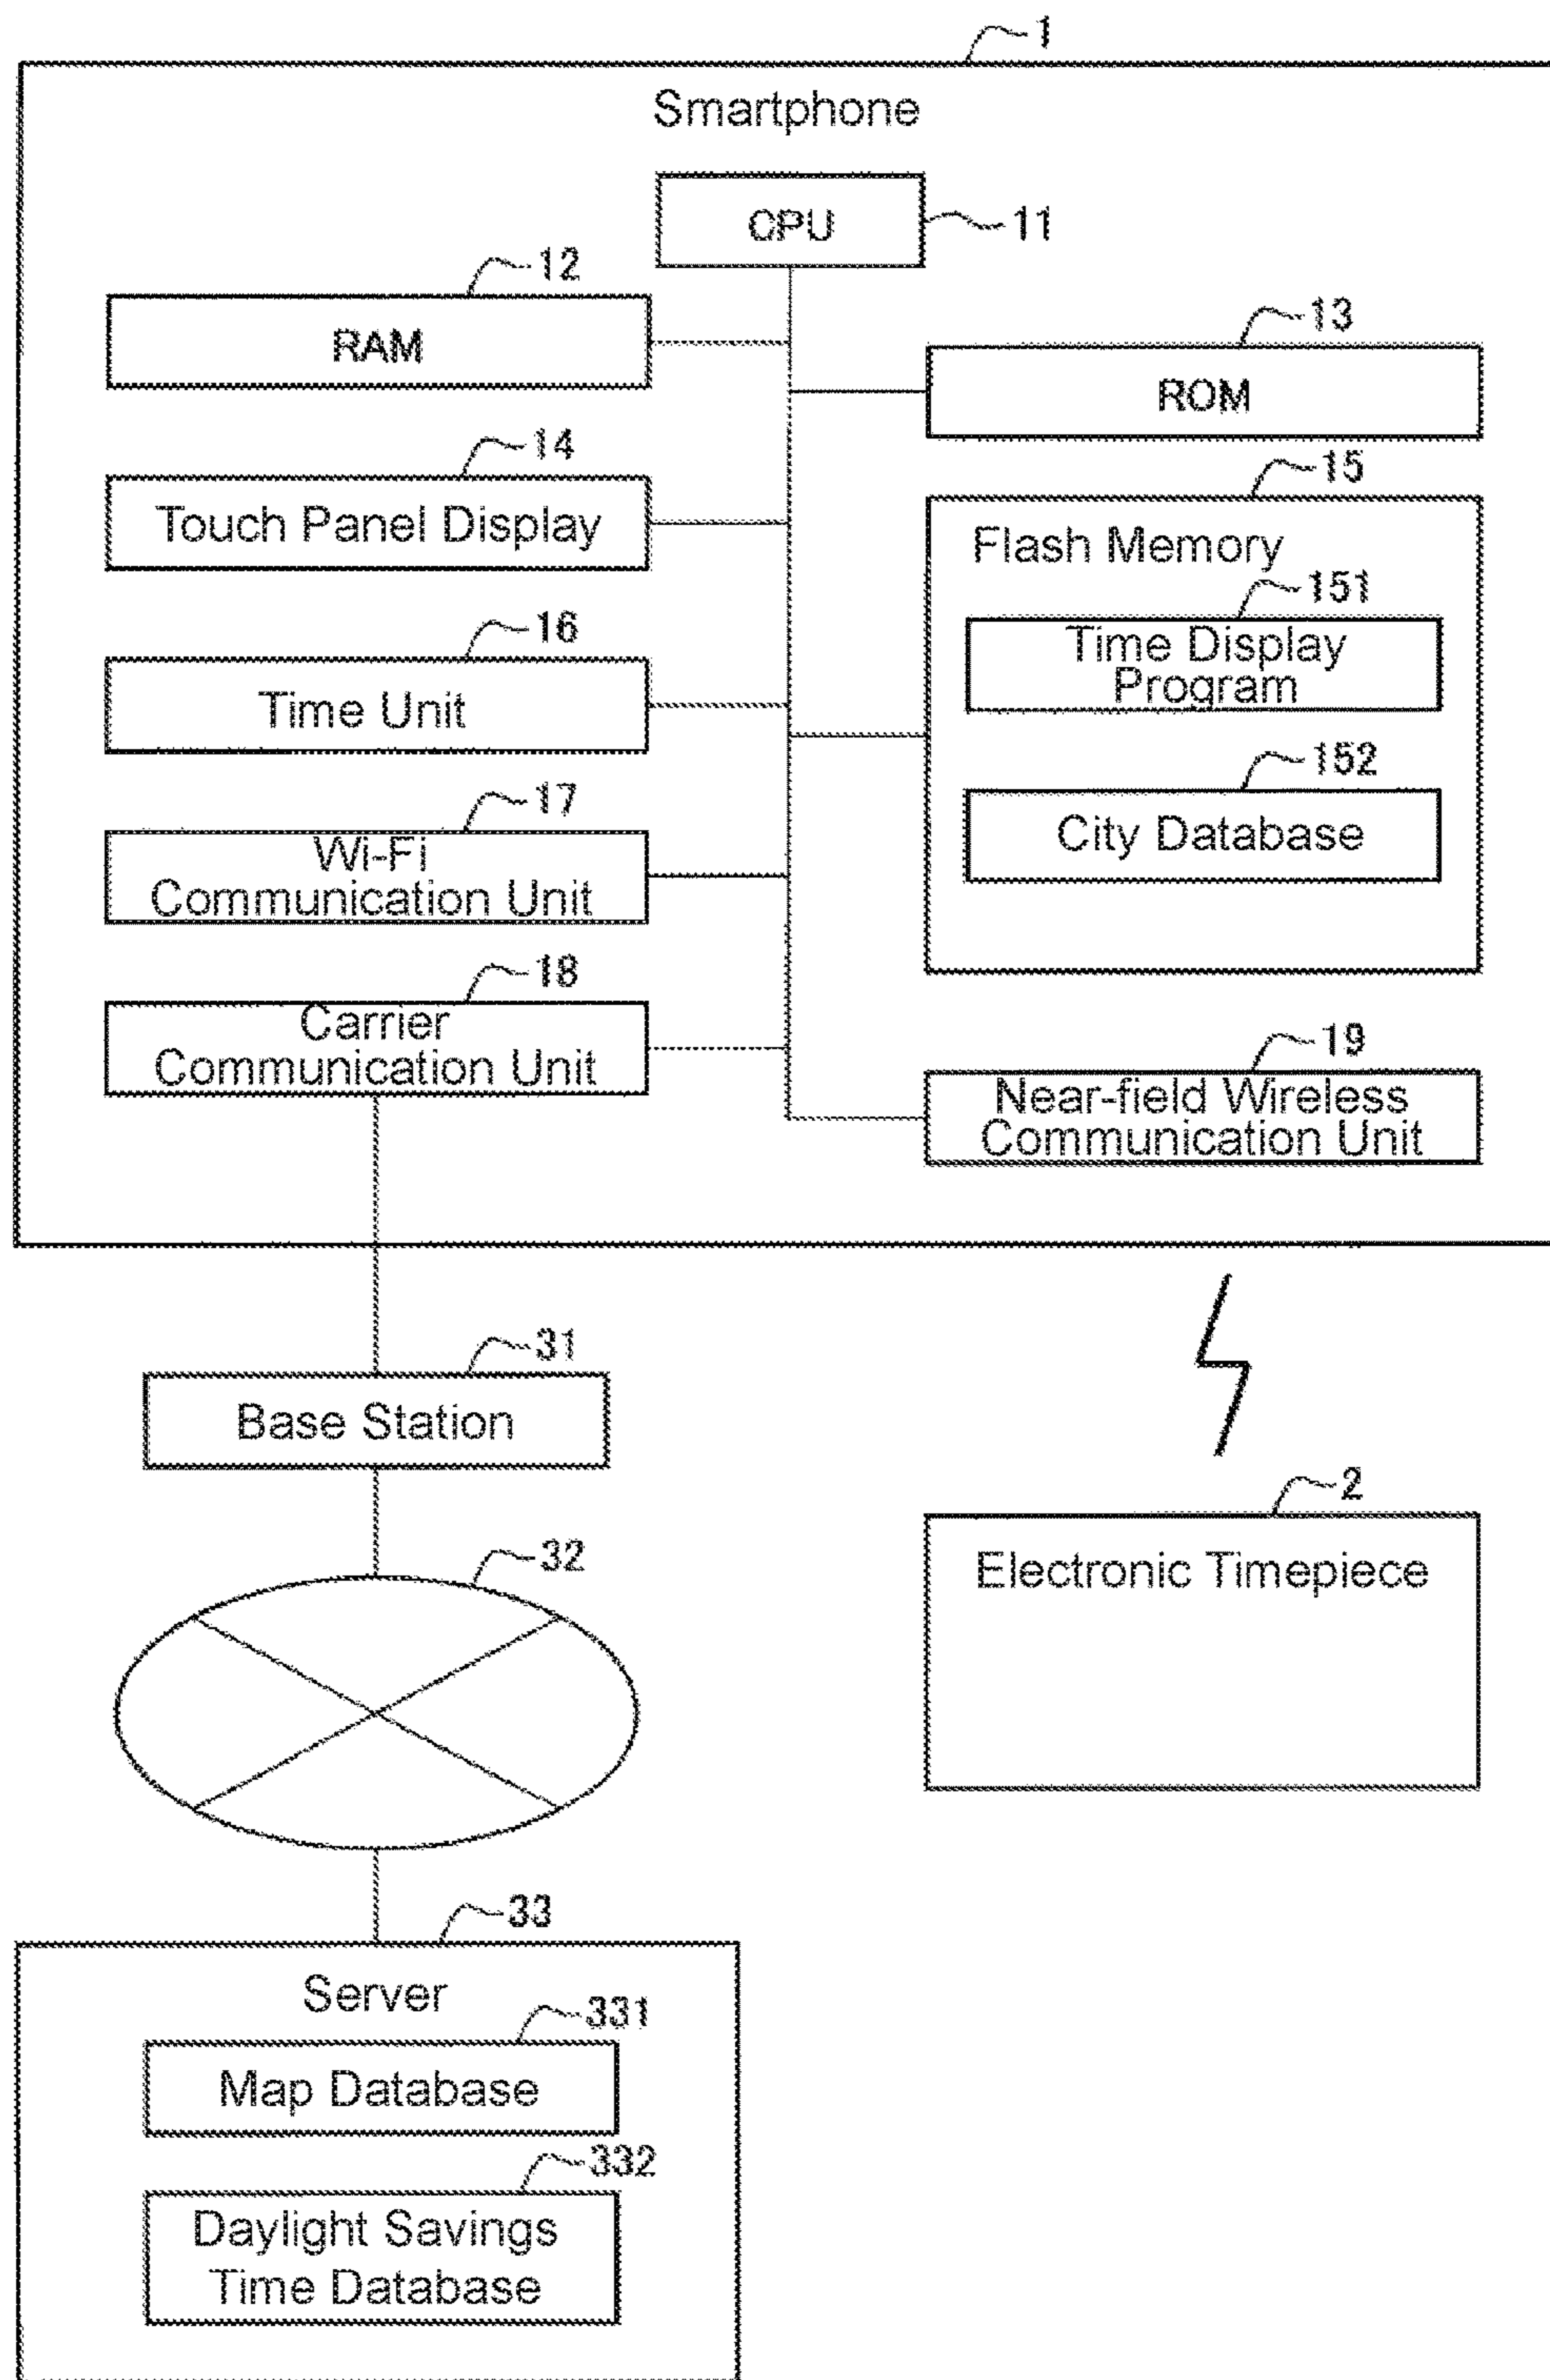 1
Smartphone
CPU
11
12
RAM
13
ROM
14
Touch Panel Display
15
Flash Memory
151
Time Display
Program
16
Time Unit
152
City Database
17
Wi-Fi
Communication Unit
18
Carrier
Communication Unit
19
Near-field Wireless
Communication Unit
31
Base Station
2
Electronic Timepiece
32
33
Server
331
Map Database
332
Daylight Savings
Time Database